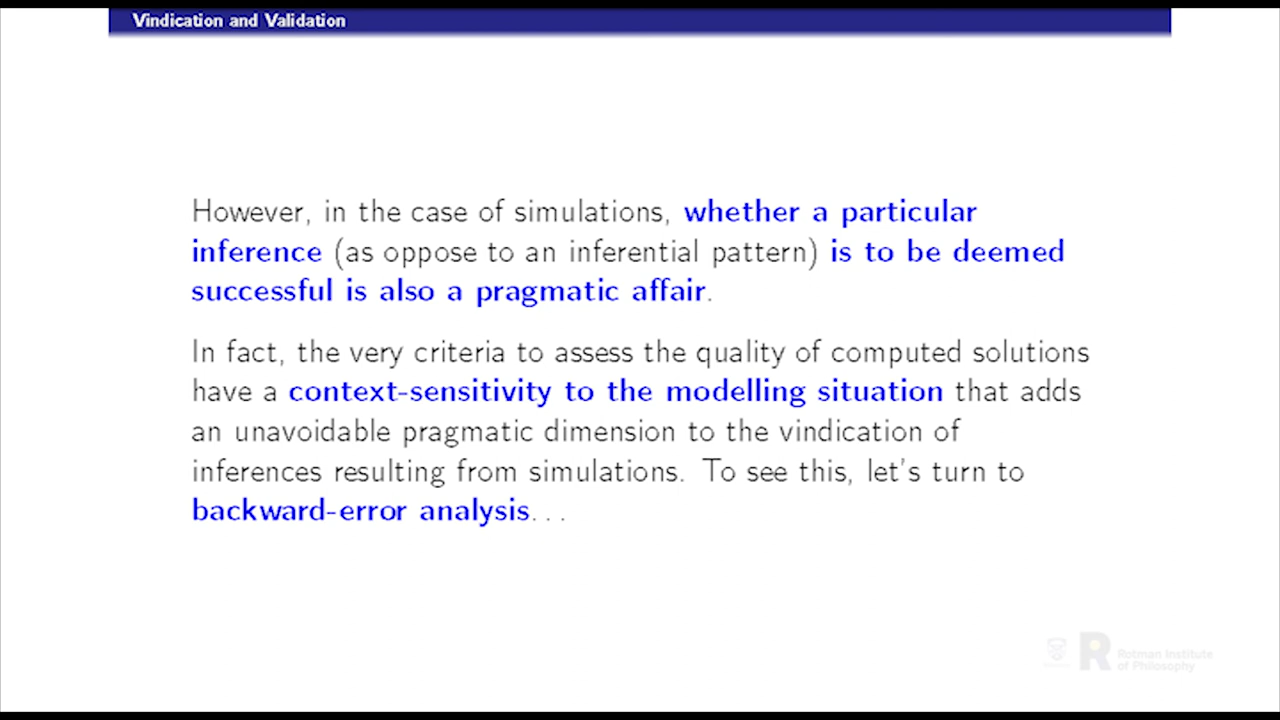 Vindication and Validation
However, in the case of simulations, whether a particular
inference (as oppose to an inferential pattern) is to be deemed
successful is also a pragmatic affair.
In fact, the very criteria to assess the quality of computed solutions
have a context-sensitivity to the modelling situation that adds
an unavoidable pragmatic dimension to the vindication of
inferences resulting from simulations. To see this, let's turn to
backward-error analysis...
R Rotman Institute
of Philosophy